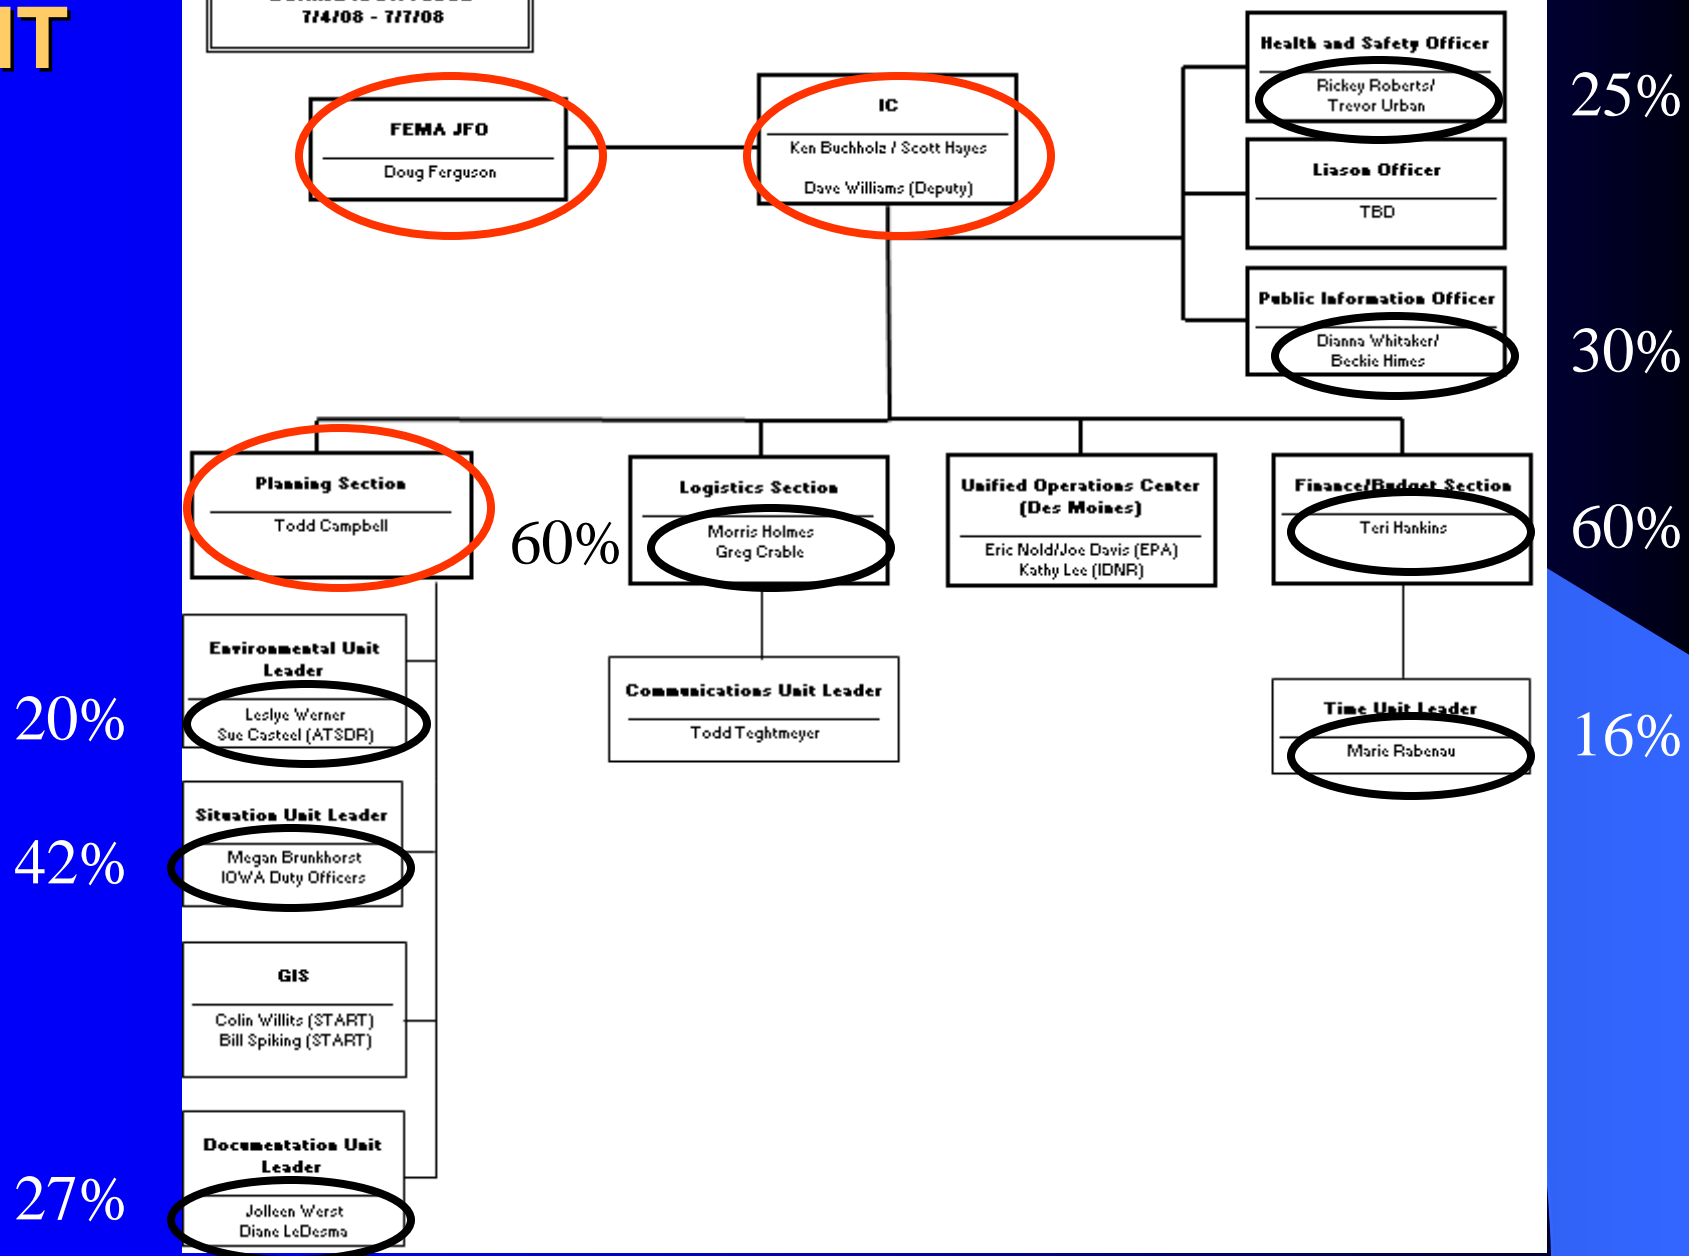 IT
7/4/08 - 7/7/08
FEMA JFO
Doug Ferguson
IC
Ken Buchholz / Scott Hayes
Dave Williams (Deputy)
Health and Safety Officer
Rickey Roberts/
Trevor Urban
25%
Liason Officer
TBD
Public Information Officer
Dianna Whitaker/
Beckie Himes
30%
Planning Section
Todd Campbell
60%
Logistics Section
Morris Holmes
Greg Crable
Unified Operations Center
(Des Moines)
Eric Nold/Joe Davis (EPA)
Kathy Lee (IDNR)
Finance/Budget Section
Teri Hankins
60%
Environmental Unit
Leader
Leslye Werner
Sue Casteel (ATSDR)
20%
Communications Unit Leader
Todd Teghtmeyer
Time Unit Leader
Marie Rabenau
16%
Situation Unit Leader
Megan Brunkhorst
IOWA Duty Officers
42%
GIS
Colin Willits (START)
Bill Spiking (START)
Documentation Unit
Leader
Jolleen Werst
Diane LeDesma
27%